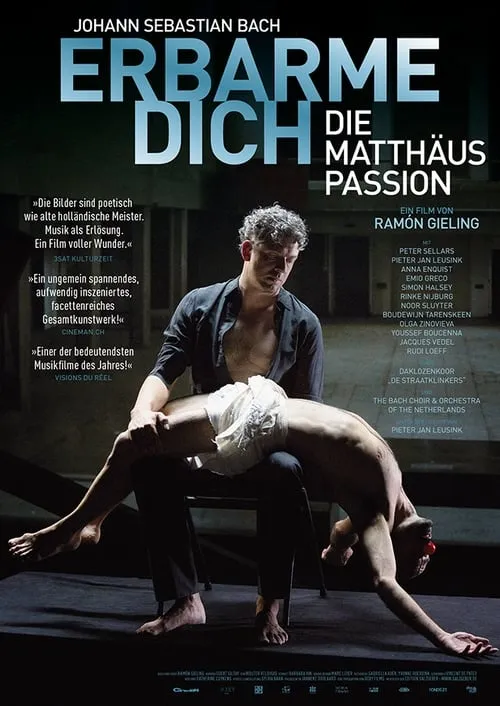 JOHANN SEBASTIAN BACH
ERBARME
DICH
DIE
MATTHÄUS
PASSION
»Die Bilder sind poetisch
wie alte holländische Meister.
Musik als Erlösung.
Ein Film voller Wunder.«
3SAT KULTURZEIT
»Ein ungemein spannendes,
aufwendig inszeniertes,
facettenreiches
Gesamtkunstwerk!«
CINEMAN.CH
»Einer der bedeutendsten
Musikfilme des Jahres!«
VISIONS DU RÉEL
EIN FILM VON
RAMÓN GIELING
MIT
PETER SELLARS
PIETER JAN LEUSINK
ANNA ENQUIST
EMIO GRECO
SIMON HALSEY
RINKE NIJBURG
NOOR SLUYTER
BOUDEWIJN TARENSKEEN
OLGA ZINOVIEVA
YOUSSEF BOUCENNA
JACQUES VEDEL
RUDI LOEFF
DAKLOZENKOOR
„DE STRAATKLINKERS"
THE BACH CHOIR & ORCHESTRA
OF THE NETHERLANDS
PIETER JAN LEUSINK